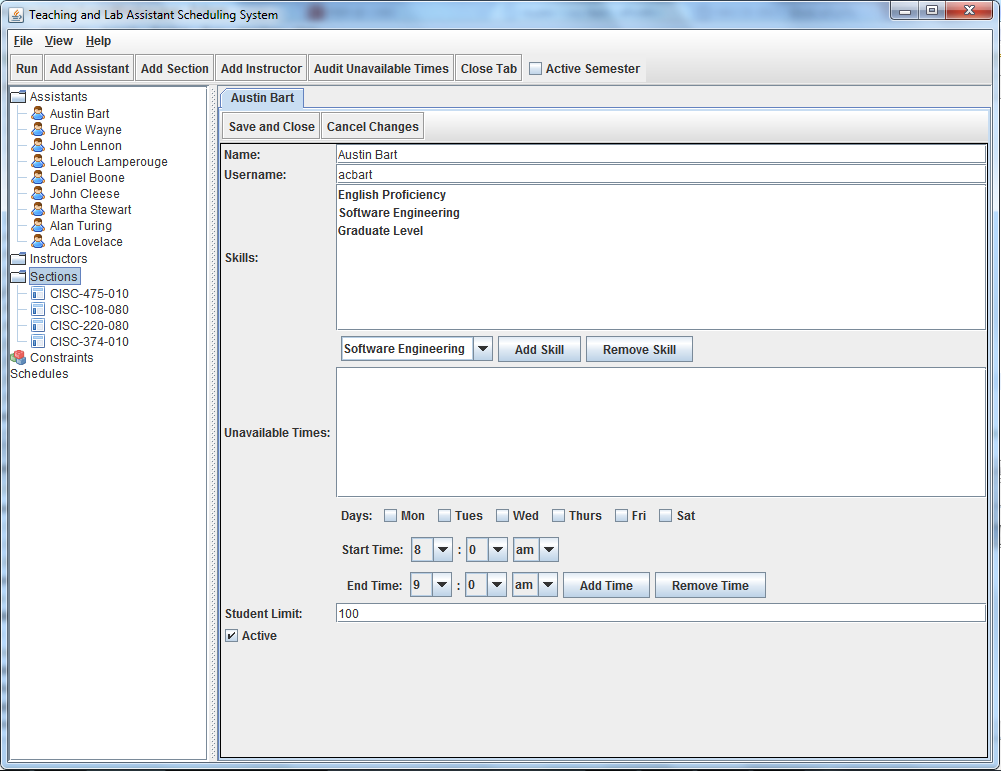 Teaching and Lab Assistant Scheduling System
File View Help
Run Add Assistant Add Section Add Instructor Audit Unavailable Times Close Tab Active Semester
Assistants
Austin Bart
Bruce Wayne
John Lennon
Lelouch Lamperouge
Daniel Boone
John Cleese
Martha Stewart
Alan Turing
Ada Lovelace
Instructors
Sections
CISC-475-010
CISC-108-080
CISC-220-080
CISC-374-010
Constraints
Schedules
Austin Bart
Save and Close Cancel Changes
Name: Austin Bart
Username: acbart
English Proficiency
Software Engineering
Graduate Level
Skills:
Software Engineering Add Skill Remove Skill
Unavailable Times:
Days: Mon Tues Wed Thurs Fri Sat
Start Time: 8 : 0 am
End Time: 9 : 0 am Add Time Remove Time
Student Limit: 100
Active